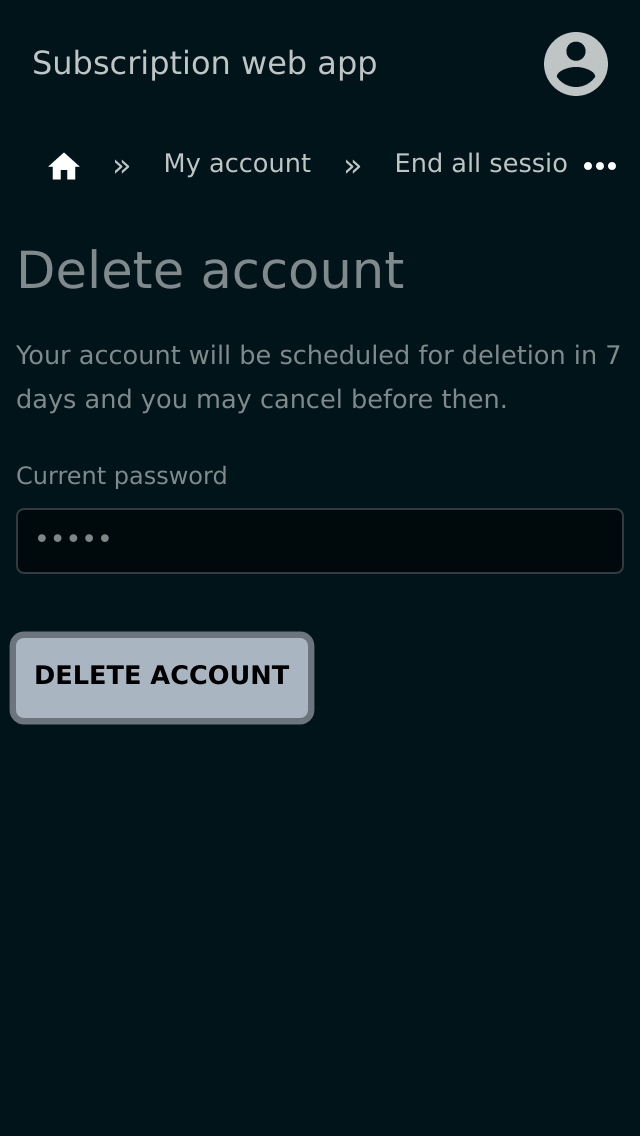 Subscription web app
» My account » End all sessio •••
Delete account
Your account will be scheduled for deletion in 7
days and you may cancel before then.
Current password
•••••
DELETE ACCOUNT